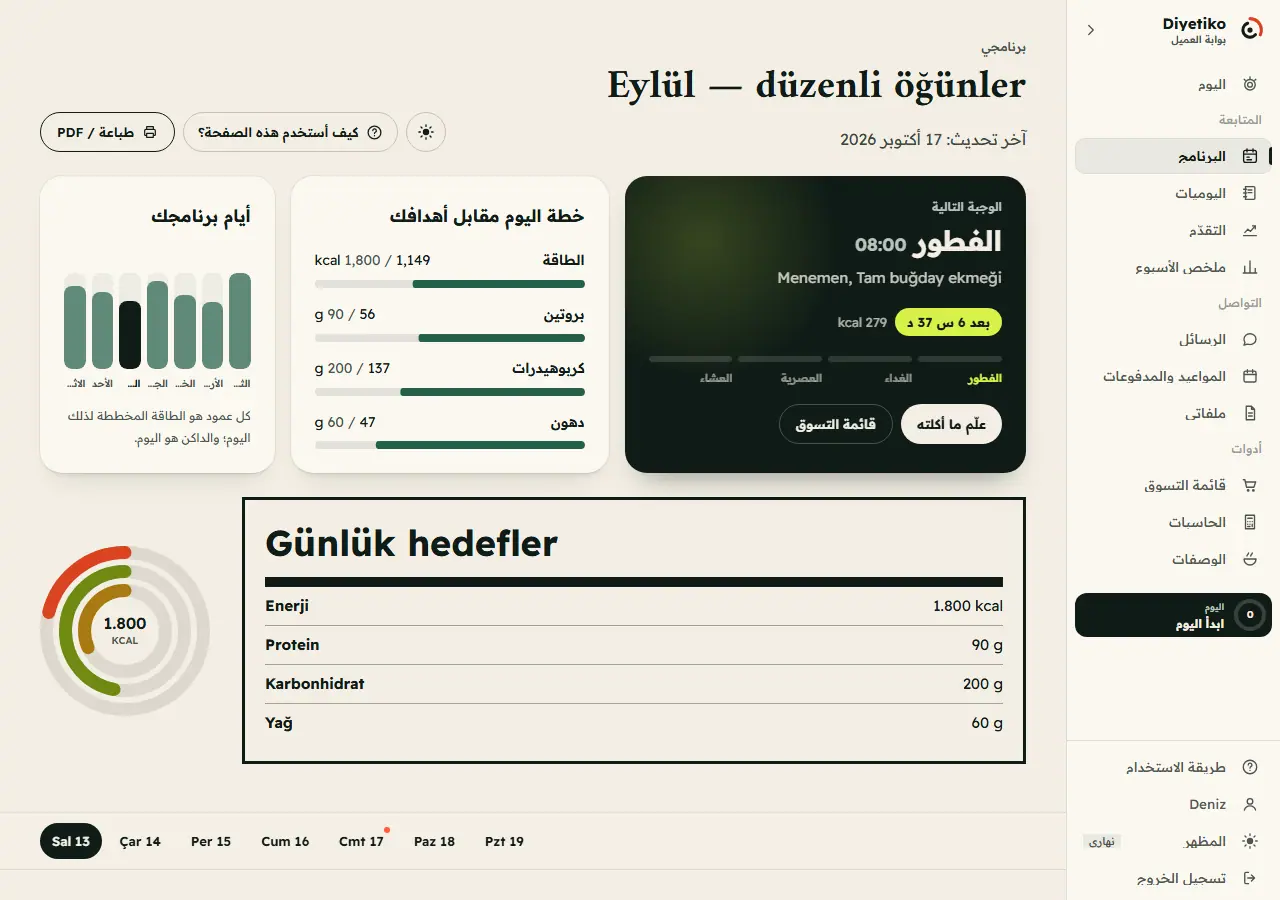 Diyetiko
بوابة العميل
اليوم
المتابعة
البرنامج
اليوميات
التقدّم
ملخص الأسبوع
التواصل
الرسائل
المواعيد والمدفوعات
ملفاتي
أدوات
قائمة التسوق
الحاسبات
الوصفات
0
اليوم
ابدأ اليوم
طريقة الاستخدام
Deniz
المظهر
نهاري
تسجيل الخروج
برنامجي
Eylül — düzenli öğünler
آخر تحديث: 17 أكتوبر 2026
كيف أستخدم هذه الصفحة؟
طباعة / PDF
الوجبة التالية
الفطور 08:00
Menemen, Tam buğday ekmeği
بعد 6 س 37 د
279 kcal
الفطور
الغداء
العصرية
العشاء
علّم ما أكلته
قائمة التسوق
خطة اليوم مقابل أهدافك
الطاقة
1,149 / 1,800 kcal
بروتين
56 / 90 g
كربوهيدرات
137 / 200 g
دهون
47 / 60 g
أيام برنامجك
الث...
الأر...
الخ...
الج...
الـ...
الأحد
الاث...
كل عمود هو الطاقة المخططة لذلك
اليوم؛ والداكن هو اليوم.
Günlük hedefler
Enerji 1.800 kcal
Protein 90 g
Karbonhidrat 200 g
Yağ 60 g
1.800
KCAL
Sal 13 Çar 14 Per 15 Cum 16 Cmt 17 Paz 18 Pzt 19